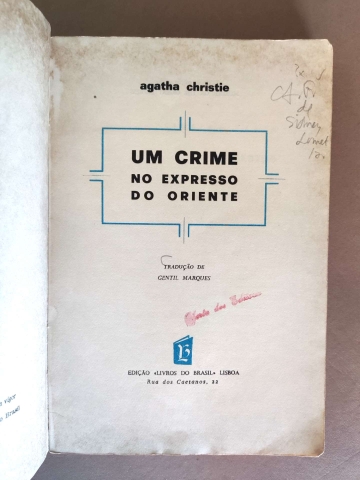 agatha christie
UM CRIME
NO EXPRESSO
DO ORIENTE
TRADUÇÃO DE
GENTIL MARQUES
EDIÇÃO «LIVROS DO BRASIL» LISBOA
Rua dos Caetanos, 22
vigor